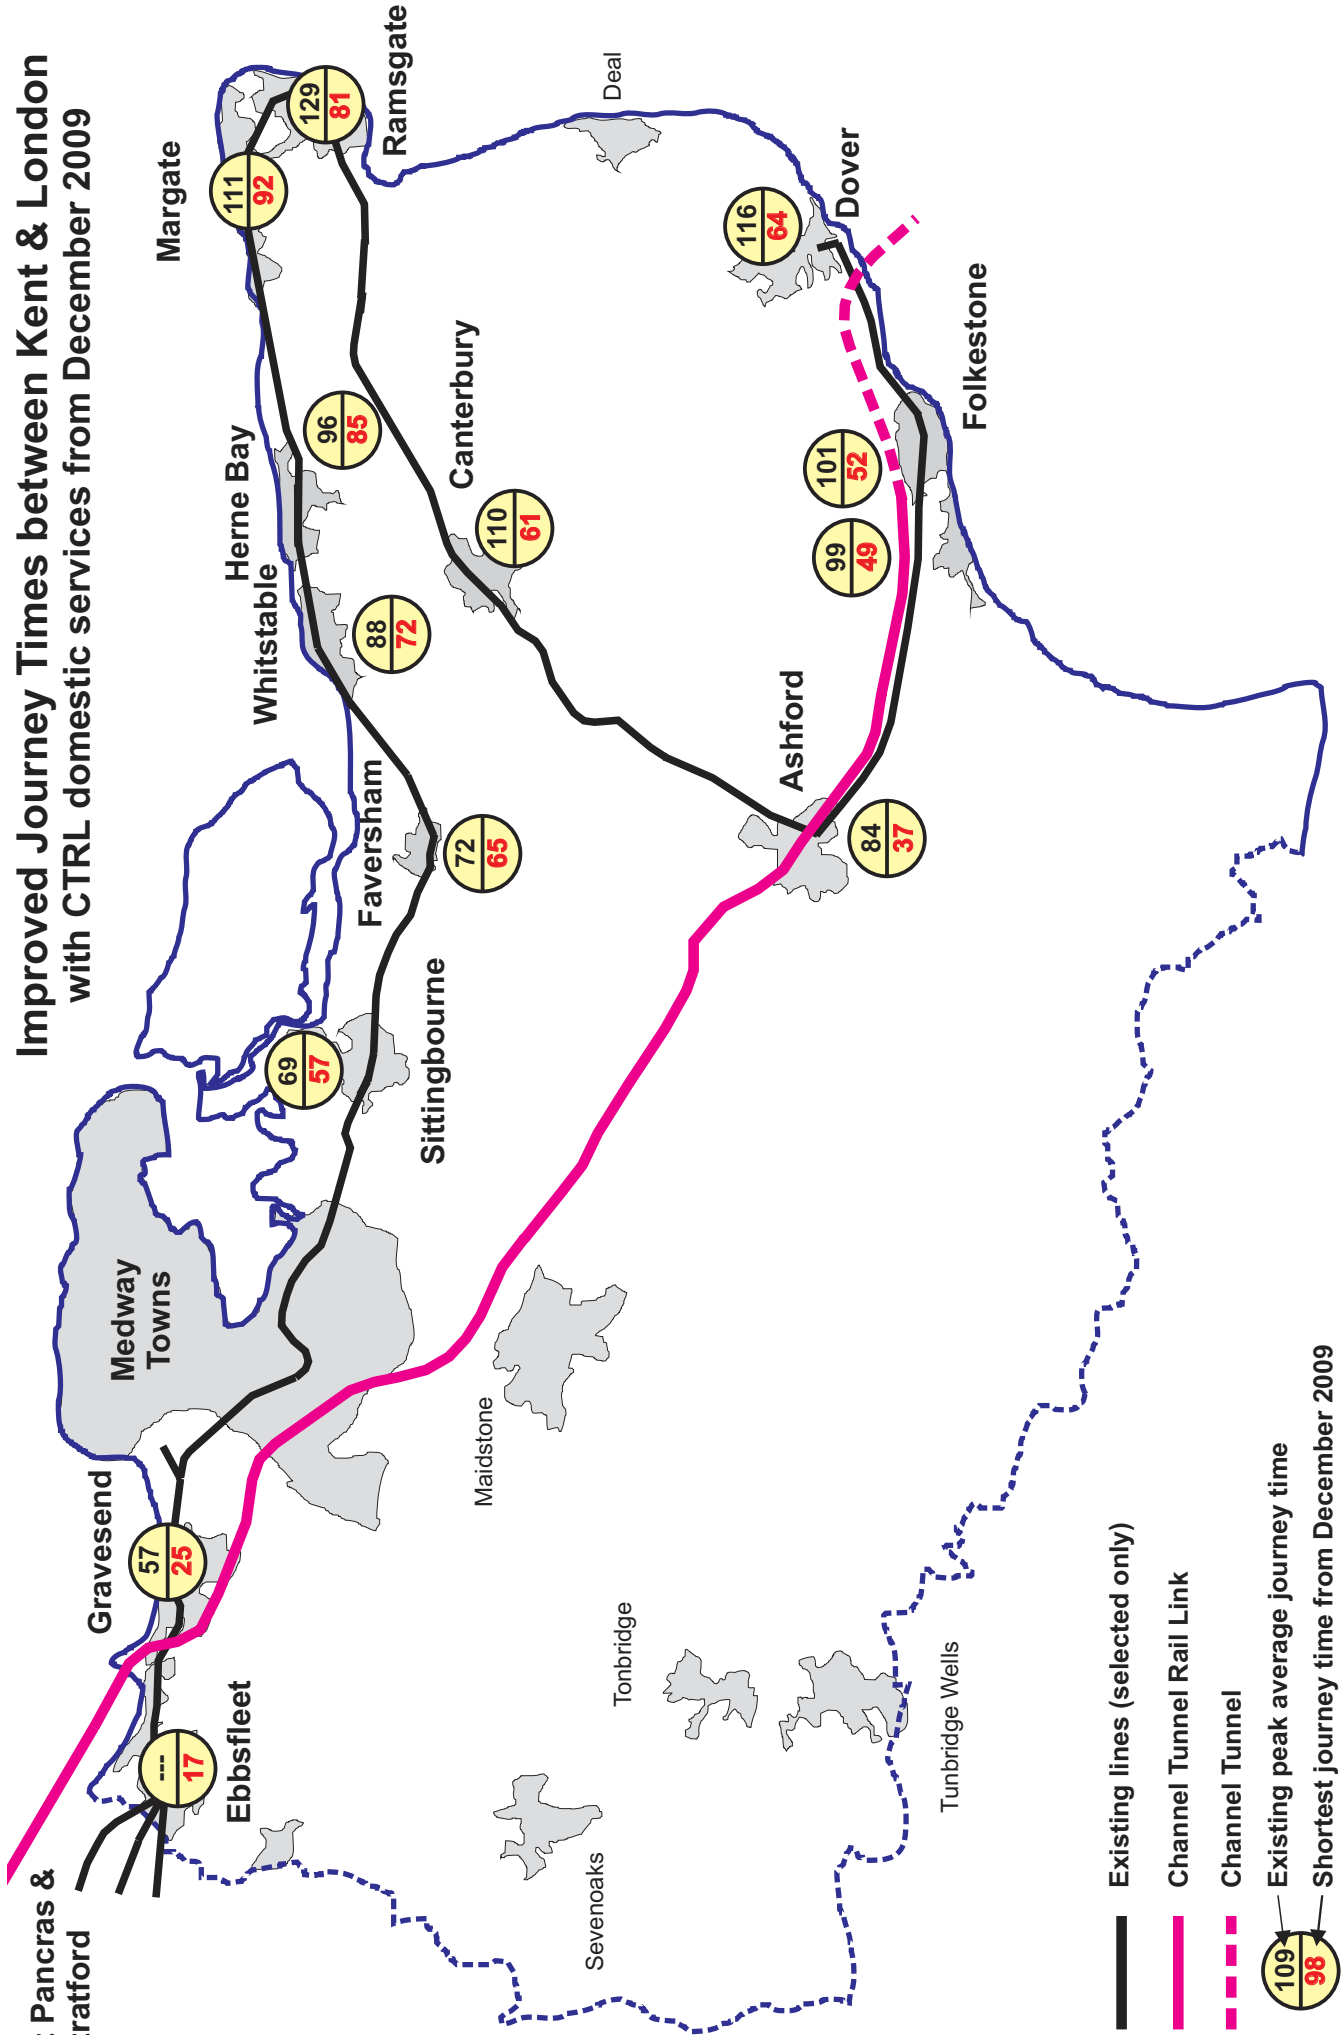 Improved Journey Times between Kent & London
with CTRL domestic services from December 2009
Pancras &
ratford
Ebbsfleet
---
17
Gravesend
57
25
Medway
Towns
Sittingbourne
69
57
Faversham
72
65
Whitstable
88
72
Herne Bay
96
85
Margate
111
92
Ramsgate
129
81
Canterbury
110
61
Deal
Dover
116
64
Folkestone
101
52
99
49
Ashford
84
37
Maidstone
Tonbridge
Tunbridge Wells
Sevenoaks
Existing lines (selected only)
Channel Tunnel Rail Link
Channel Tunnel
109
98
Existing peak average journey time
Shortest journey time from December 2009